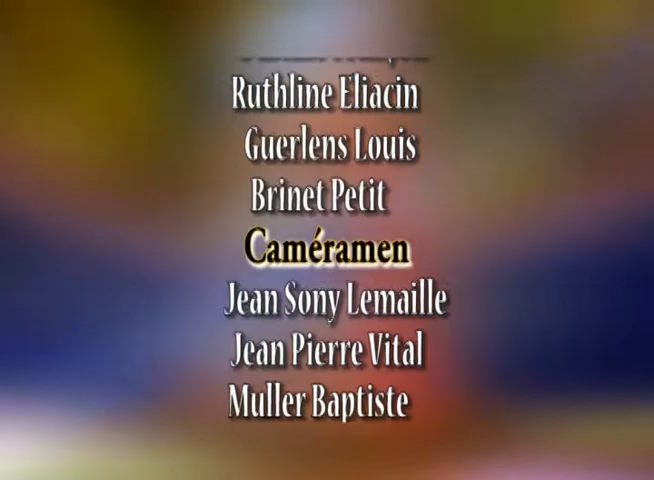 Ruthline Eliacin
Guerlens Louis
Brinet Petit
Caméramen
Jean Sony Lemaille
Jean Pierre Vital
Muller Baptiste